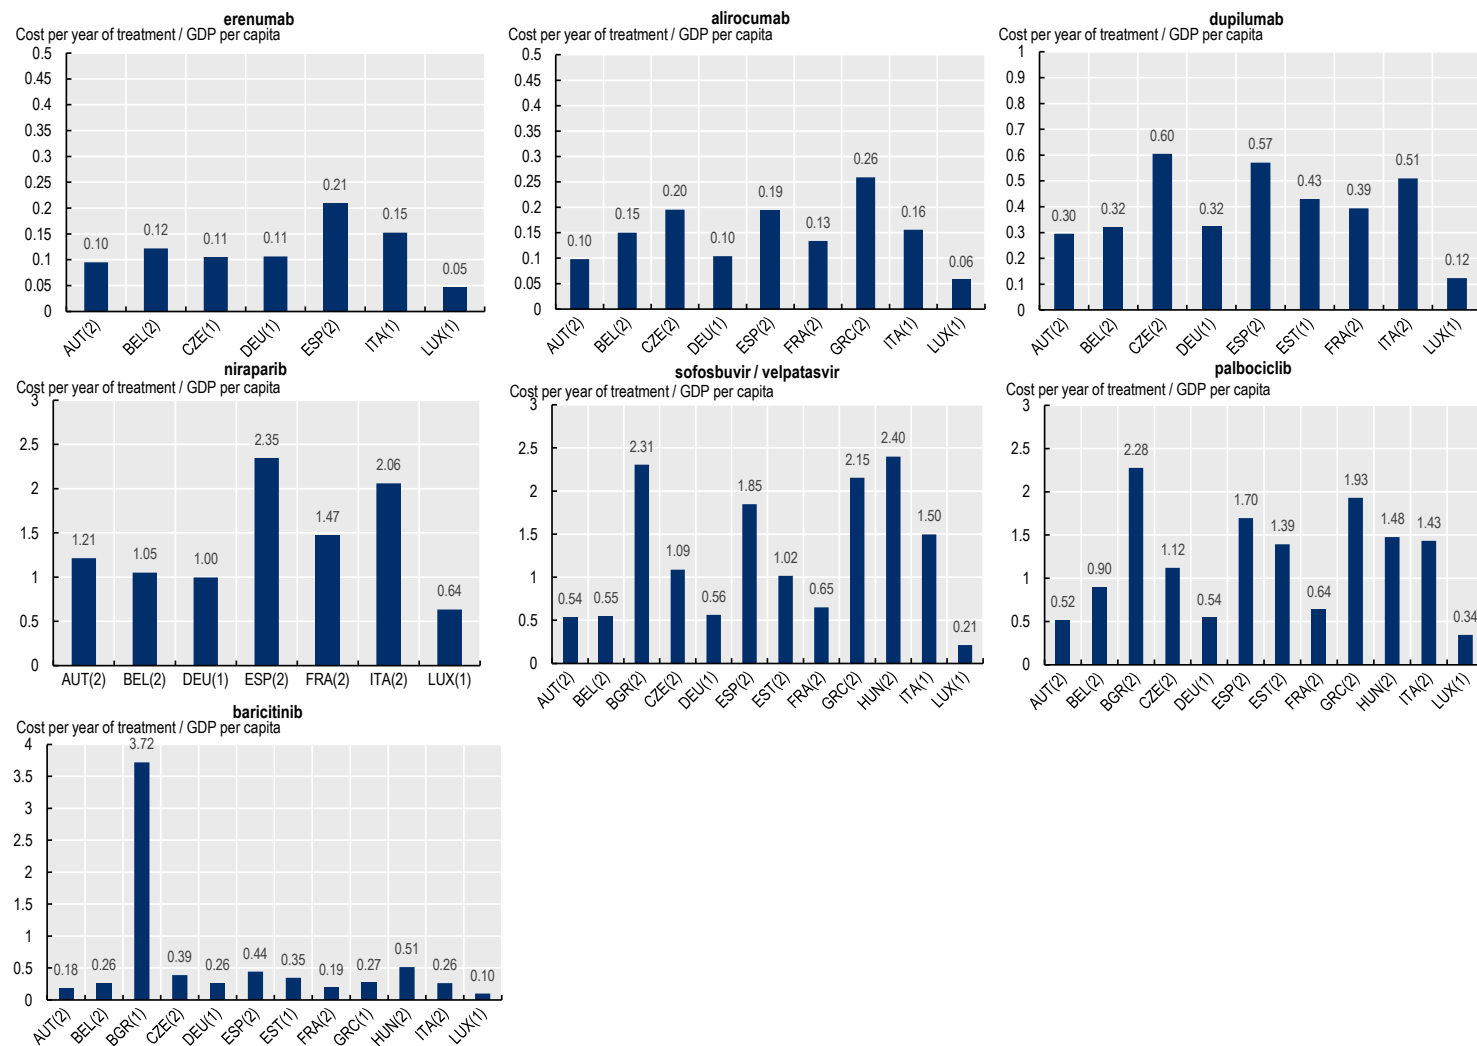 erenumab
Cost per year of treatment / GDP per capita
0.5
0.45
0.4
0.35
0.3
0.25
0.2
0.15
0.1
0.05
0
0.10
0.12
0.11
0.11
0.21
0.15
0.05
AUT(2)
BEL(2)
CZE(1)
DEU(1)
ESP(2)
ITA(1)
LUX(1)
alirocumab
Cost per year of treatment / GDP per capita
0.5
0.45
0.4
0.35
0.3
0.25
0.2
0.15
0.1
0.05
0
0.10
0.15
0.20
0.10
0.19
0.13
0.26
0.16
0.06
AUT(2)
BEL(2)
CZE(2)
DEU(1)
ESP(2)
FRA(2)
GRC(2)
ITA(1)
LUX(1)
dupilumab
Cost per year of treatment / GDP per capita
1
0.9
0.8
0.7
0.6
0.5
0.4
0.3
0.2
0.1
0
0.30
0.32
0.60
0.32
0.57
0.43
0.39
0.51
0.12
AUT(2)
BEL(2)
CZE(2)
DEU(1)
ESP(2)
EST(1)
FRA(2)
ITA(2)
LUX(1)
niraparib
Cost per year of treatment / GDP per capita
3
2.5
2
1.5
1
0.5
0
1.21
1.05
1.00
2.35
1.47
2.06
0.64
AUT(2)
BEL(2)
DEU(1)
ESP(2)
FRA(2)
ITA(2)
LUX(1)
sofosbuvir / velpatasvir
Cost per year of treatment / GDP per capita
3
2.5
2
1.5
1
0.5
0
0.54
0.55
2.31
1.09
0.56
1.85
1.02
0.65
2.15
2.40
1.50
0.21
AUT(2)
BEL(2)
BGR(2)
CZE(2)
DEU(1)
ESP(2)
EST(2)
FRA(2)
GRC(2)
HUN(2)
ITA(1)
LUX(1)
palbociclib
Cost per year of treatment / GDP per capita
3
2.5
2
1.5
1
0.5
0
0.52
0.90
2.28
1.12
0.54
1.70
1.39
0.64
1.93
1.48
1.43
0.34
AUT(2)
BEL(2)
BGR(2)
CZE(2)
DEU(1)
ESP(2)
EST(2)
FRA(2)
GRC(2)
HUN(2)
ITA(2)
LUX(1)
baricitinib
Cost per year of treatment / GDP per capita
4
3.5
3
2.5
2
1.5
1
0.5
0
0.18
0.26
3.72
0.39
0.26
0.44
0.35
0.19
0.27
0.51
0.26
0.10
AUT(2)
BEL(2)
BGR(1)
CZE(2)
DEU(1)
ESP(2)
EST(1)
FRA(2)
GRC(1)
HUN(2)
ITA(2)
LUX(1)